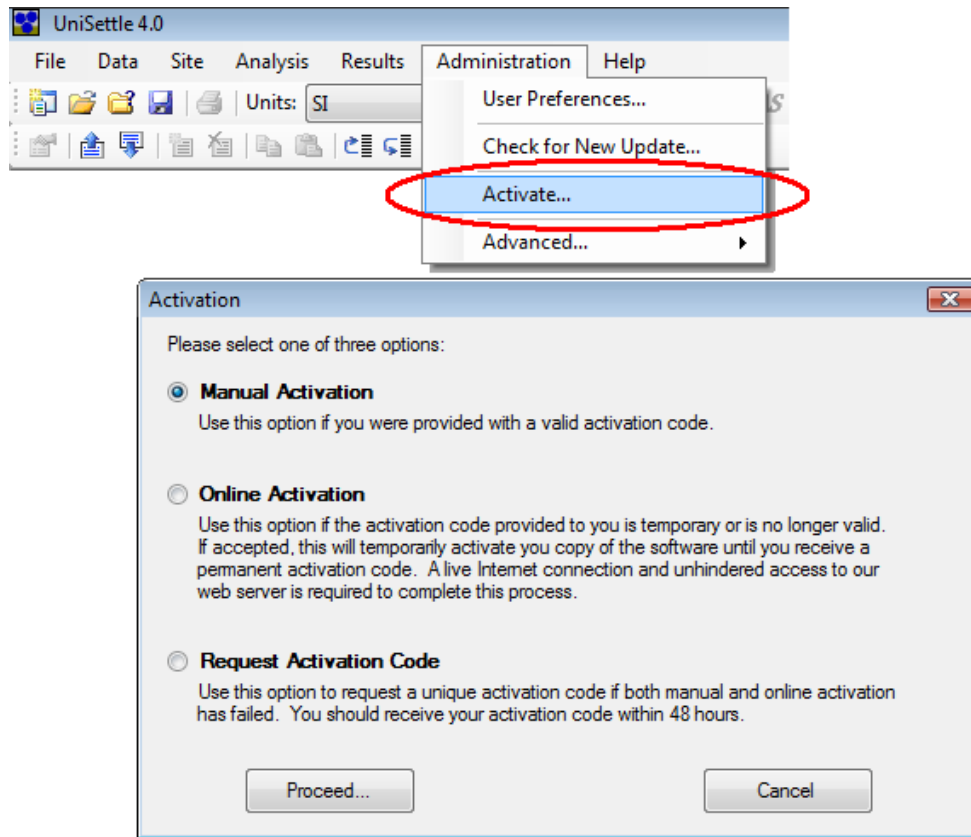 UniSettle 4.0
File Data Site Analysis Results Administration Help
Units: SI
User Preferences...
Check for New Update...
Activate...
Advanced...
Activation
Please select one of three options:
Manual Activation
Use this option if you were provided with a valid activation code.
Online Activation
Use this option if the activation code provided to you is temporary or is no longer valid.
If accepted, this will temporarily activate you copy of the software until you receive a
permanent activation code. A live Internet connection and unhindered access to our
web server is required to complete this process.
Request Activation Code
Use this option to request a unique activation code if both manual and online activation
has failed. You should receive your activation code within 48 hours.
Proceed... Cancel